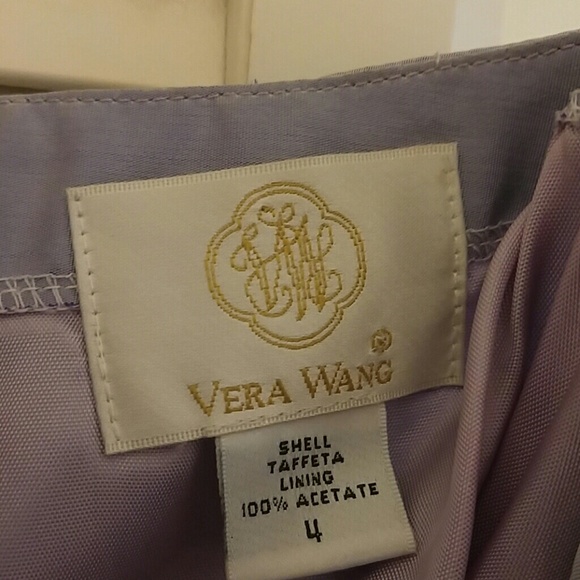 VERA WANG ®
SHELL
TAFFETA
LINING
100% ACETATE
4